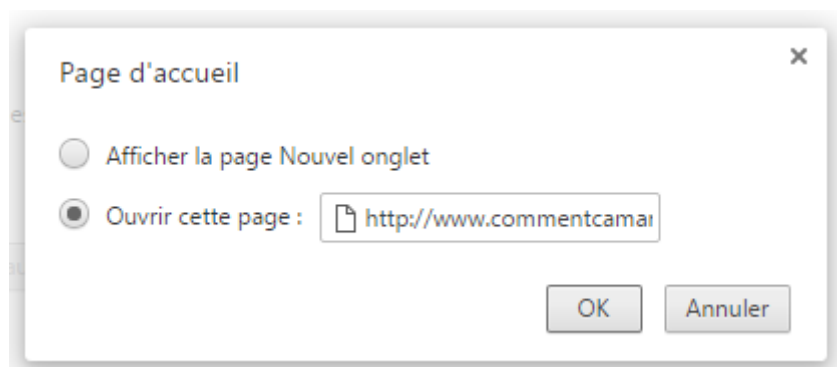 Page d'accueil
Afficher la page Nouvel onglet
Ouvrir cette page : http://www.commentcamar
OK Annuler